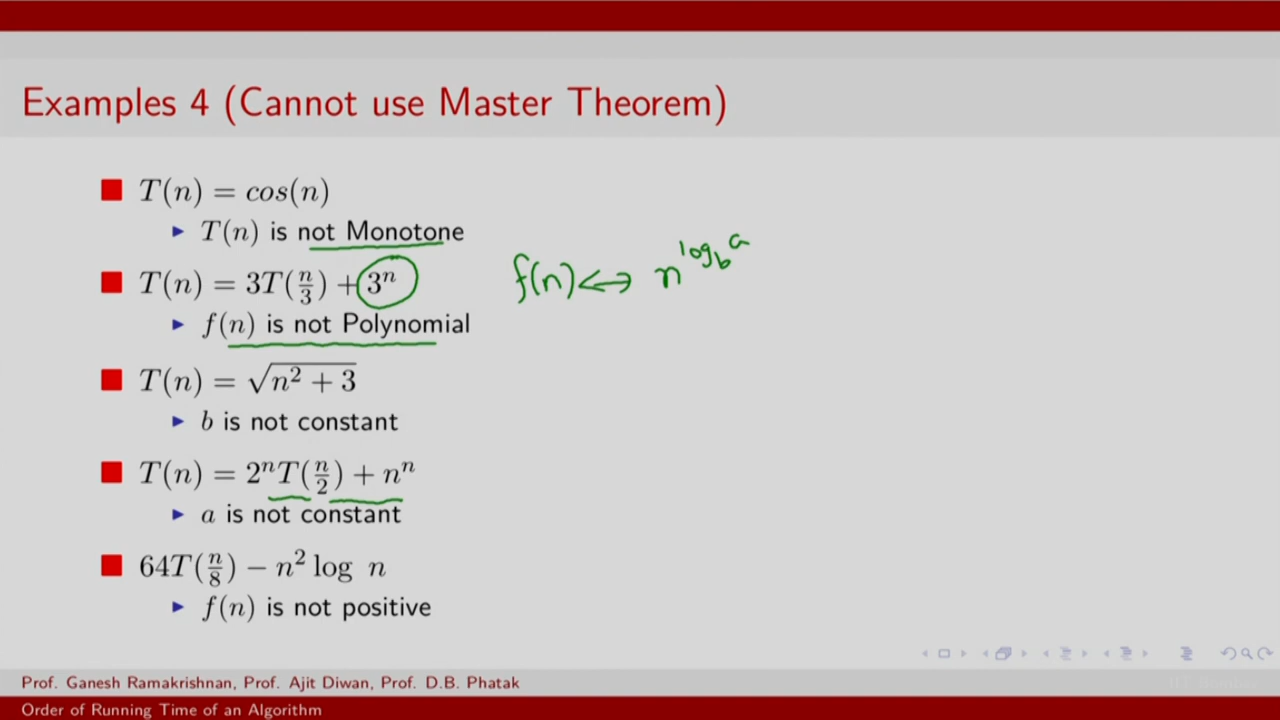 Examples 4 (Cannot use Master Theorem)
T(n) = cos(n)
T(n) is not Monotone
T(n) = 3T(n/3) + 3^n
f(n) ⟷ n^{log_b a}
f(n) is not Polynomial
T(n) = √(n² + 3)
b is not constant
T(n) = 2^n T(n/2) + n^n
a is not constant
64T(n/8) − n² log n
f(n) is not positive
Prof. Ganesh Ramakrishnan, Prof. Ajit Diwan, Prof. D.B. Phatak
Order of Running Time of an Algorithm